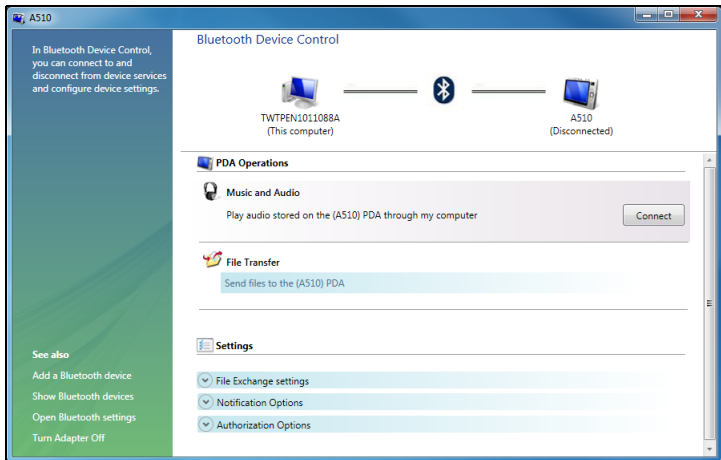 A510
In Bluetooth Device Control,
you can connect to and
disconnect from device services
and configure device settings.
Bluetooth Device Control
TWTPEN1011088A
(This computer)
A510
(Disconnected)
PDA Operations
Music and Audio
Play audio stored on the (A510) PDA through my computer
Connect
File Transfer
Send files to the (A510) PDA
Settings
File Exchange settings
Notification Options
Authorization Options
See also
Add a Bluetooth device
Show Bluetooth devices
Open Bluetooth settings
Turn Adapter Off